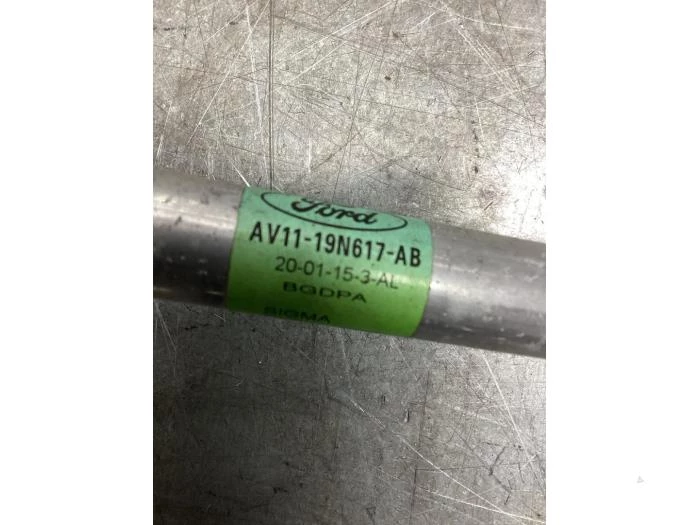 Ford
AV11-19N617-AB
20-01-15-3-AL
BGDPA
SIGMA